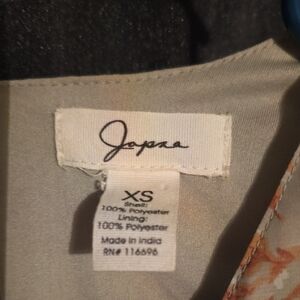 Japna
XS
Shell:
100% Polyester
Lining:
100% Polyester
Made in India
RN# 116696